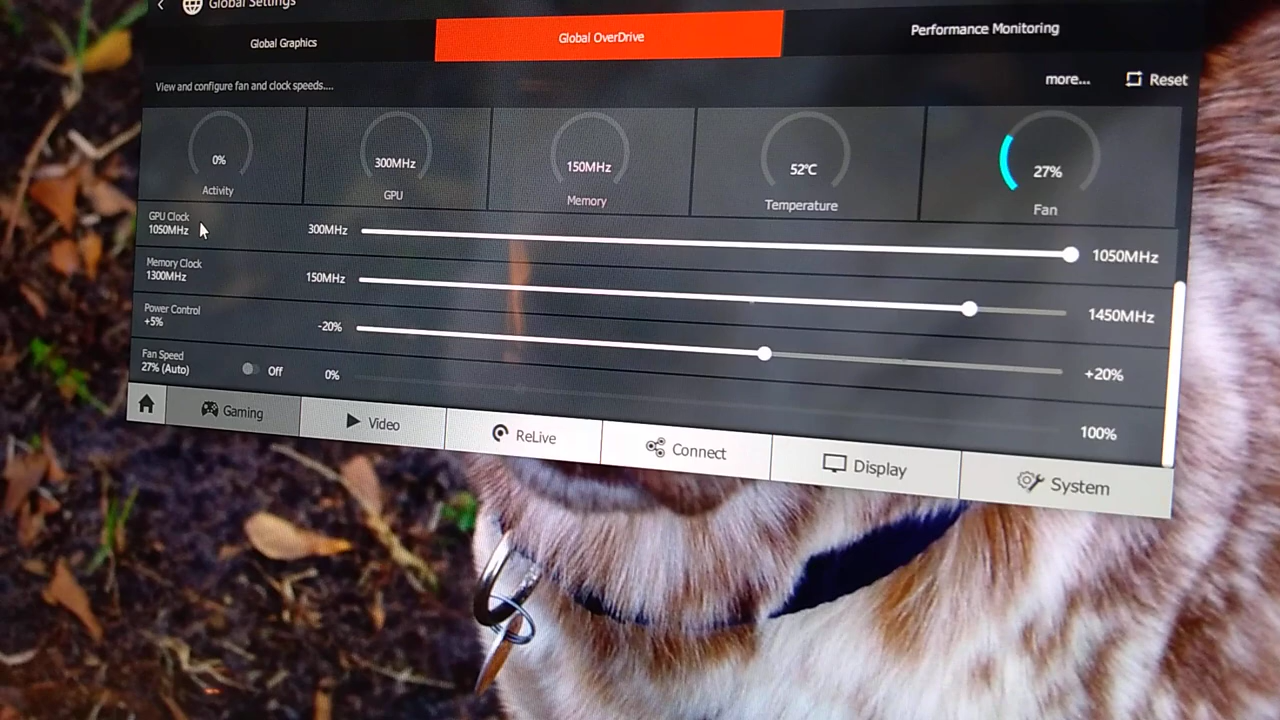 Global Settings
Global Graphics
Global OverDrive
Performance Monitoring
View and configure fan and clock speeds....
more...
Reset
0%
Activity
300MHz
GPU
150MHz
Memory
52°C
Temperature
27%
Fan
GPU Clock
1050MHz
300MHz
1050MHz
Memory Clock
1300MHz
150MHz
1450MHz
Power Control
+5%
-20%
+20%
Fan Speed
27% (Auto)
Off
0%
100%
Gaming
Video
ReLive
Connect
Display
System